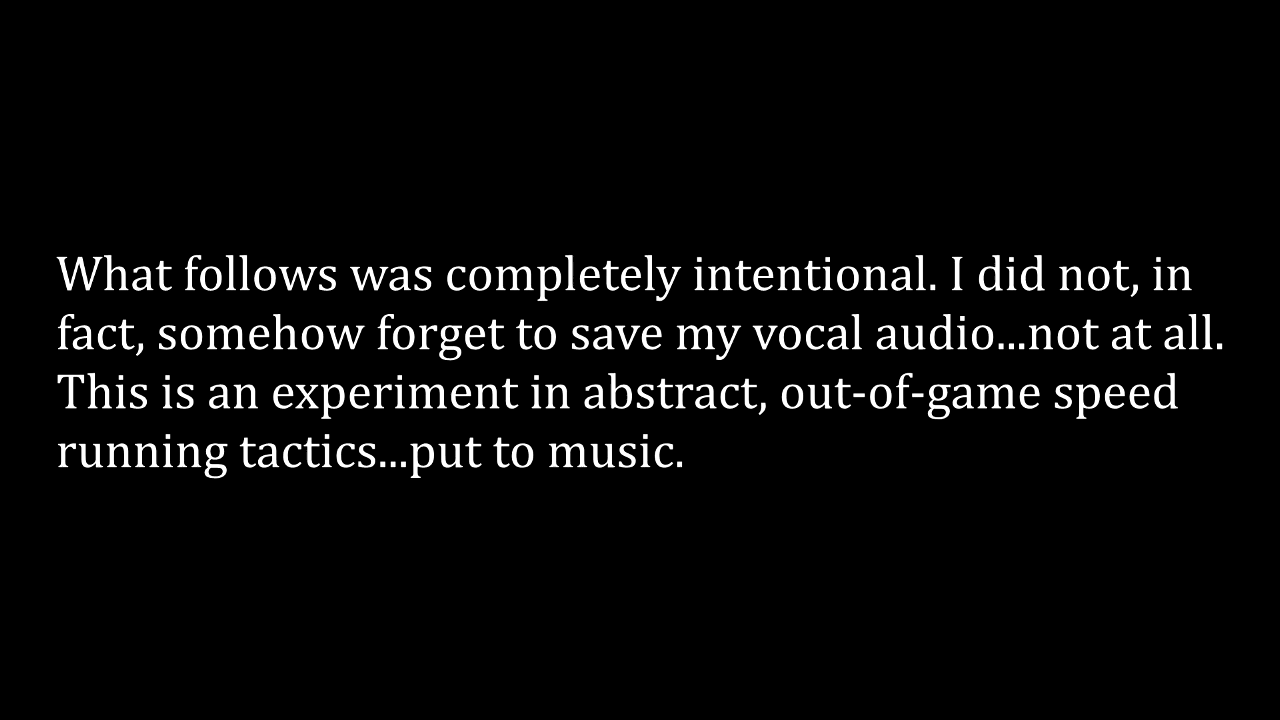 What follows was completely intentional. I did not, in
fact, somehow forget to save my vocal audio...not at all.
This is an experiment in abstract, out-of-game speed
running tactics...put to music.